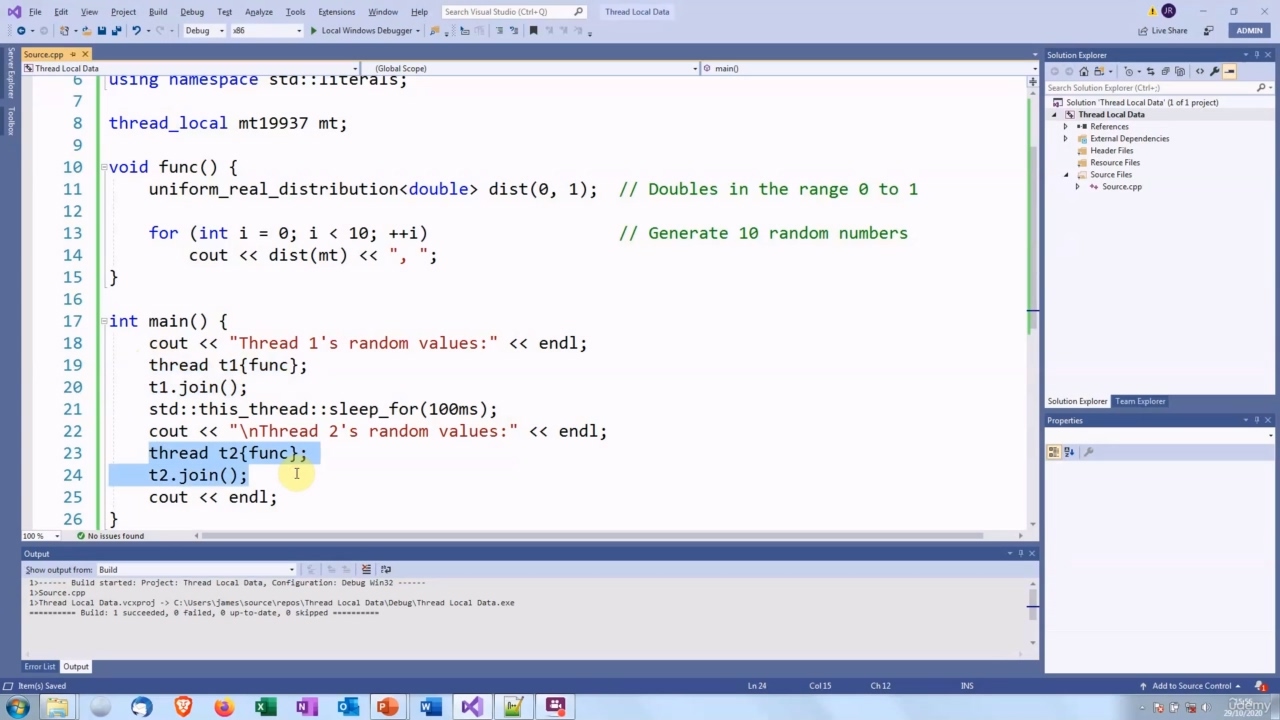 File Edit View Project Build Debug Test Analyze Tools Extensions Window Help Search Visual Studio (Ctrl+Q) Thread Local Data JR
Debug x86 Local Windows Debugger Live Share ADMIN
Server Explorer
Toolbox
Source.cpp
Thread Local Data (Global Scope) main()
6 using namespace std::literals;
7
8 thread_local mt19937 mt;
9
10 void func() {
11 uniform_real_distribution<double> dist(0, 1); // Doubles in the range 0 to 1
12
13 for (int i = 0; i < 10; ++i) // Generate 10 random numbers
14 cout << dist(mt) << ", ";
15 }
16
17 int main() {
18 cout << "Thread 1's random values:" << endl;
19 thread t1{func};
20 t1.join();
21 std::this_thread::sleep_for(100ms);
22 cout << "\nThread 2's random values:" << endl;
23 thread t2{func};
24 t2.join();
25 cout << endl;
26 }
100 % No issues found
Output
Show output from: Build
1>------ Build started: Project: Thread Local Data, Configuration: Debug Win32 ------
1>Source.cpp
1>Thread Local Data.vcxproj -> C:\Users\james\source\repos\Thread Local Data\Debug\Thread Local Data.exe
========== Build: 1 succeeded, 0 failed, 0 up-to-date, 0 skipped ==========
Error List Output
Solution Explorer
Search Solution Explorer (Ctrl+;)
Solution 'Thread Local Data' (1 of 1 project)
Thread Local Data
References
External Dependencies
Header Files
Resource Files
Source Files
Source.cpp
Solution Explorer Team Explorer
Properties
Item(s) Saved Ln 24 Col 15 Ch 12 INS Add to Source Control 1
udemy
29/10/2020